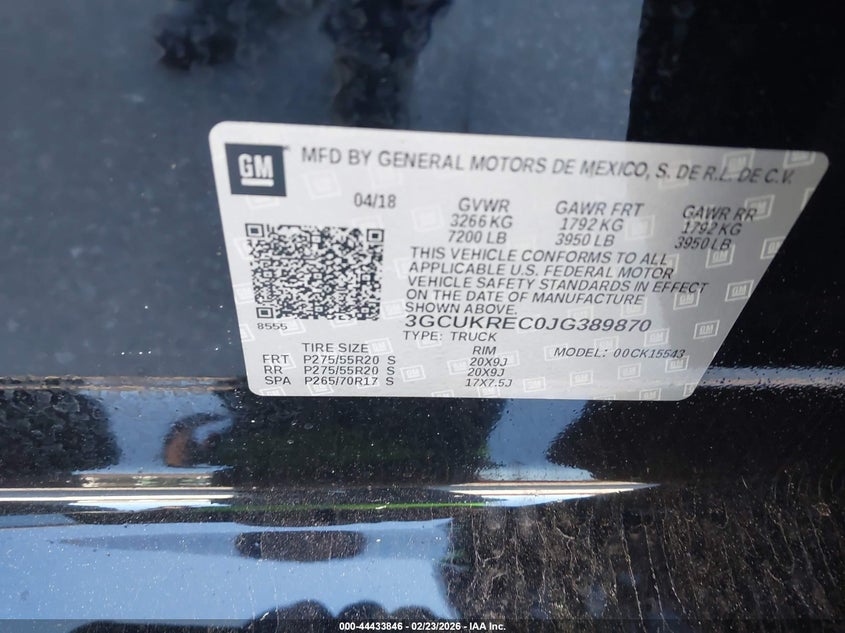 GM
MFD BY GENERAL MOTORS DE MEXICO, S. DE R.L. DE C.V.
04/18 GVWR GAWR FRT GAWR RR
3266 KG 1792 KG 1792 KG
7200 LB 3950 LB 3950 LB
THIS VEHICLE CONFORMS TO ALL
APPLICABLE U.S. FEDERAL MOTOR
VEHICLE SAFETY STANDARDS IN EFFECT
ON THE DATE OF MANUFACTURE
SHOWN ABOVE.
8555
3GCUKREC0JG389870
TYPE: TRUCK
TIRE SIZE RIM MODEL: 00CK15543
FRT P275/55R20 S 20X9J
RR P275/55R20 S 20X9J
SPA P265/70R17 S 17X7.5J
000-44433846 — 02/23/2026 — IAA Inc.